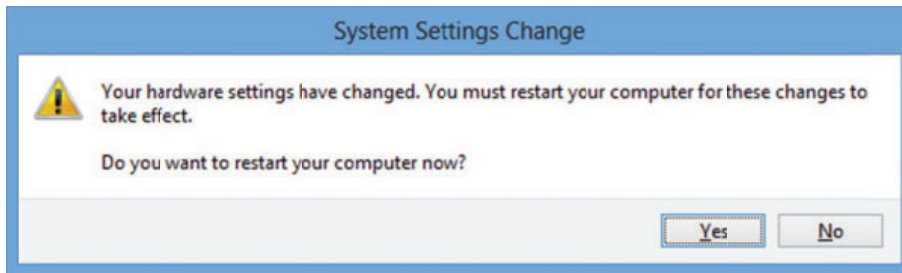 System Settings Change
Your hardware settings have changed. You must restart your computer for these changes to
take effect.
Do you want to restart your computer now?
Yes
No